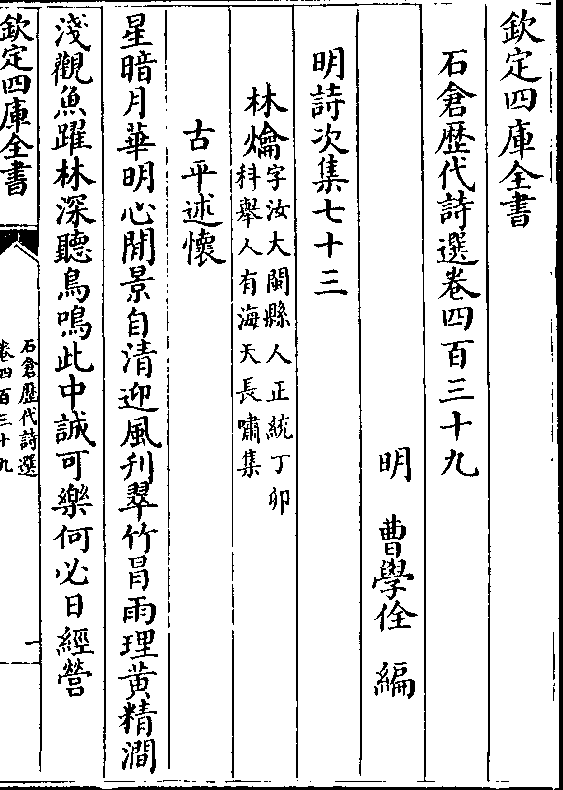 欽定四庫全書
石倉歷代詩選卷四百三十九
明 曹學佺 編
明詩次集七十三
林爚字汝大閩縣人正統丁卯
科舉人有海天長嘯集
古平述懷
星暗月華明心閒景自清迎風刋翠竹冒雨理黄精澗
淺觀魚躍林深聽鳥鳴此中誠可樂何必日經營
欽定四庫全書
石倉歷代詩選
卷四百三十九
一